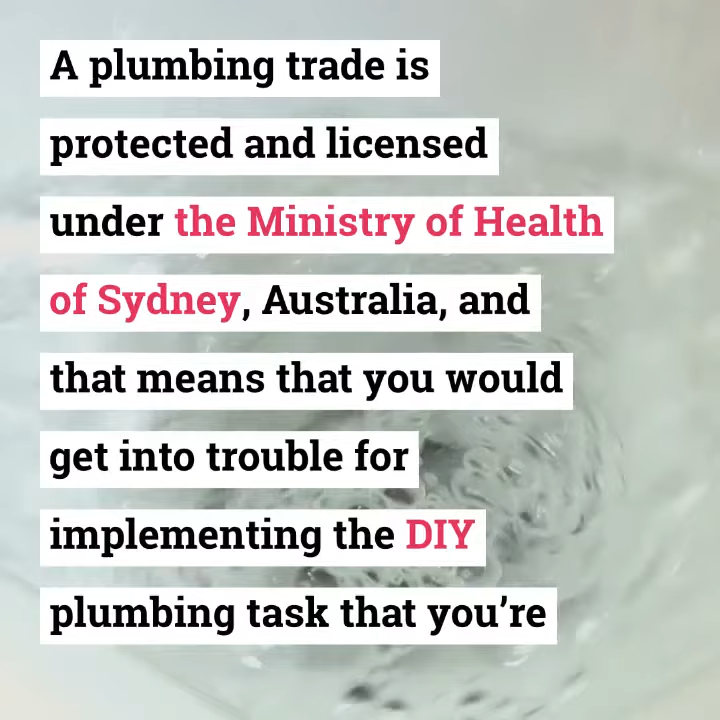 A plumbing trade is
protected and licensed
under the Ministry of Health
of Sydney, Australia, and
that means that you would
get into trouble for
implementing the DIY
plumbing task that you’re